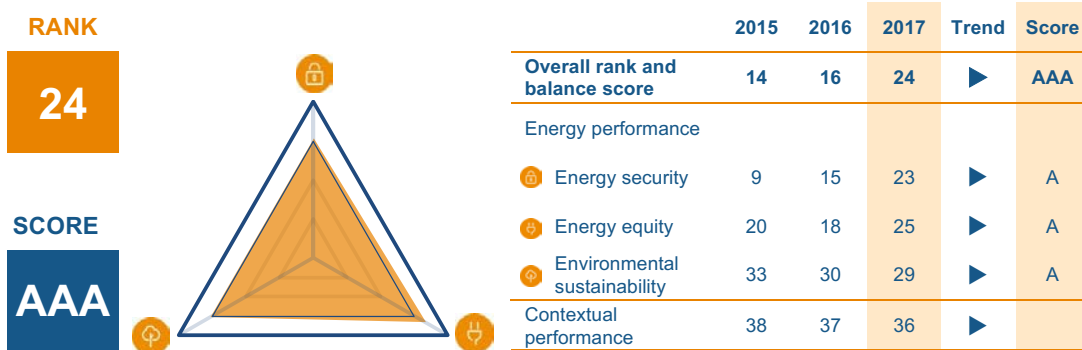 RANK
24
SCORE
AAA
2015 2016 2017 Trend Score
Overall rank and
balance score 14 16 24 AAA
Energy performance
Energy security 9 15 23 A
Energy equity 20 18 25 A
Environmental
sustainability 33 30 29 A
Contextual
performance 38 37 36